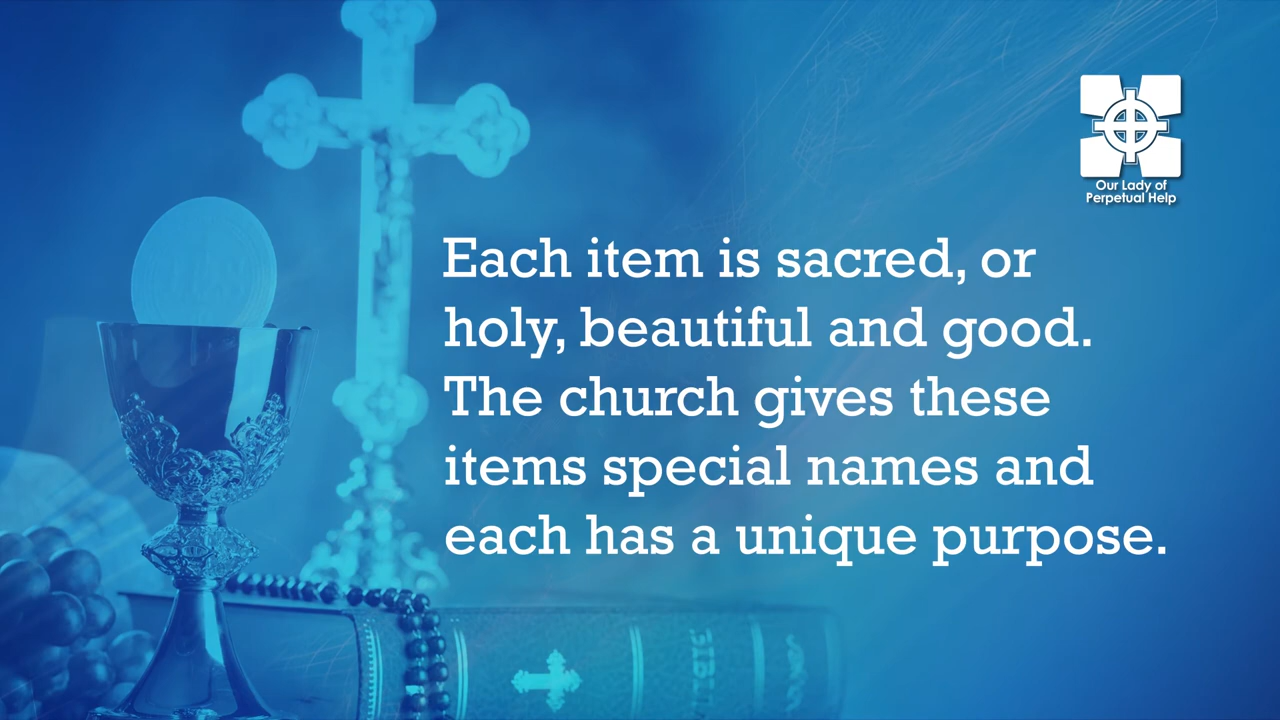 Our Lady of
Perpetual Help
Each item is sacred, or
holy, beautiful and good.
The church gives these
items special names and
each has a unique purpose.